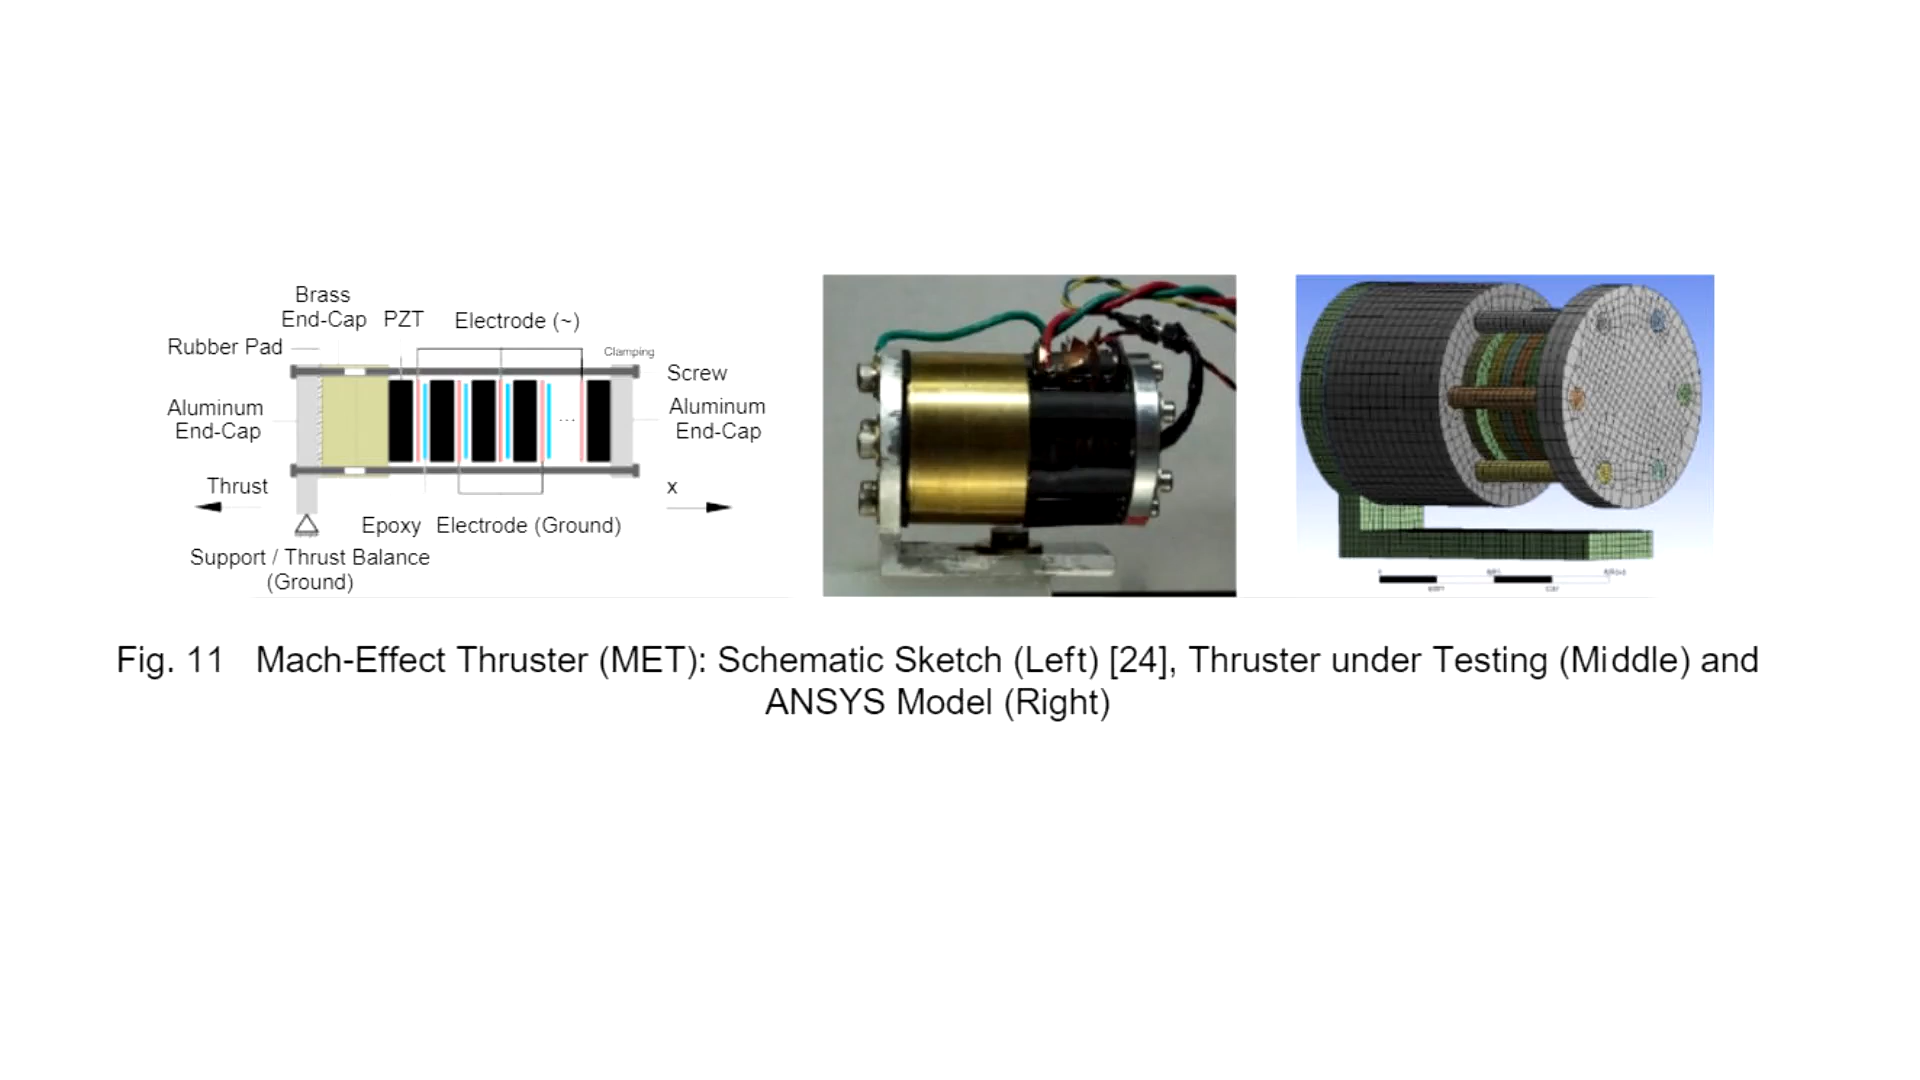 Brass
End-Cap
PZT
Electrode (~)
Rubber Pad
Clamping
Screw
Aluminum
End-Cap
Aluminum
End-Cap
Thrust
x
Epoxy
Electrode (Ground)
Support / Thrust Balance
(Ground)
Fig. 11 Mach-Effect Thruster (MET): Schematic Sketch (Left) [24], Thruster under Testing (Middle) and
ANSYS Model (Right)